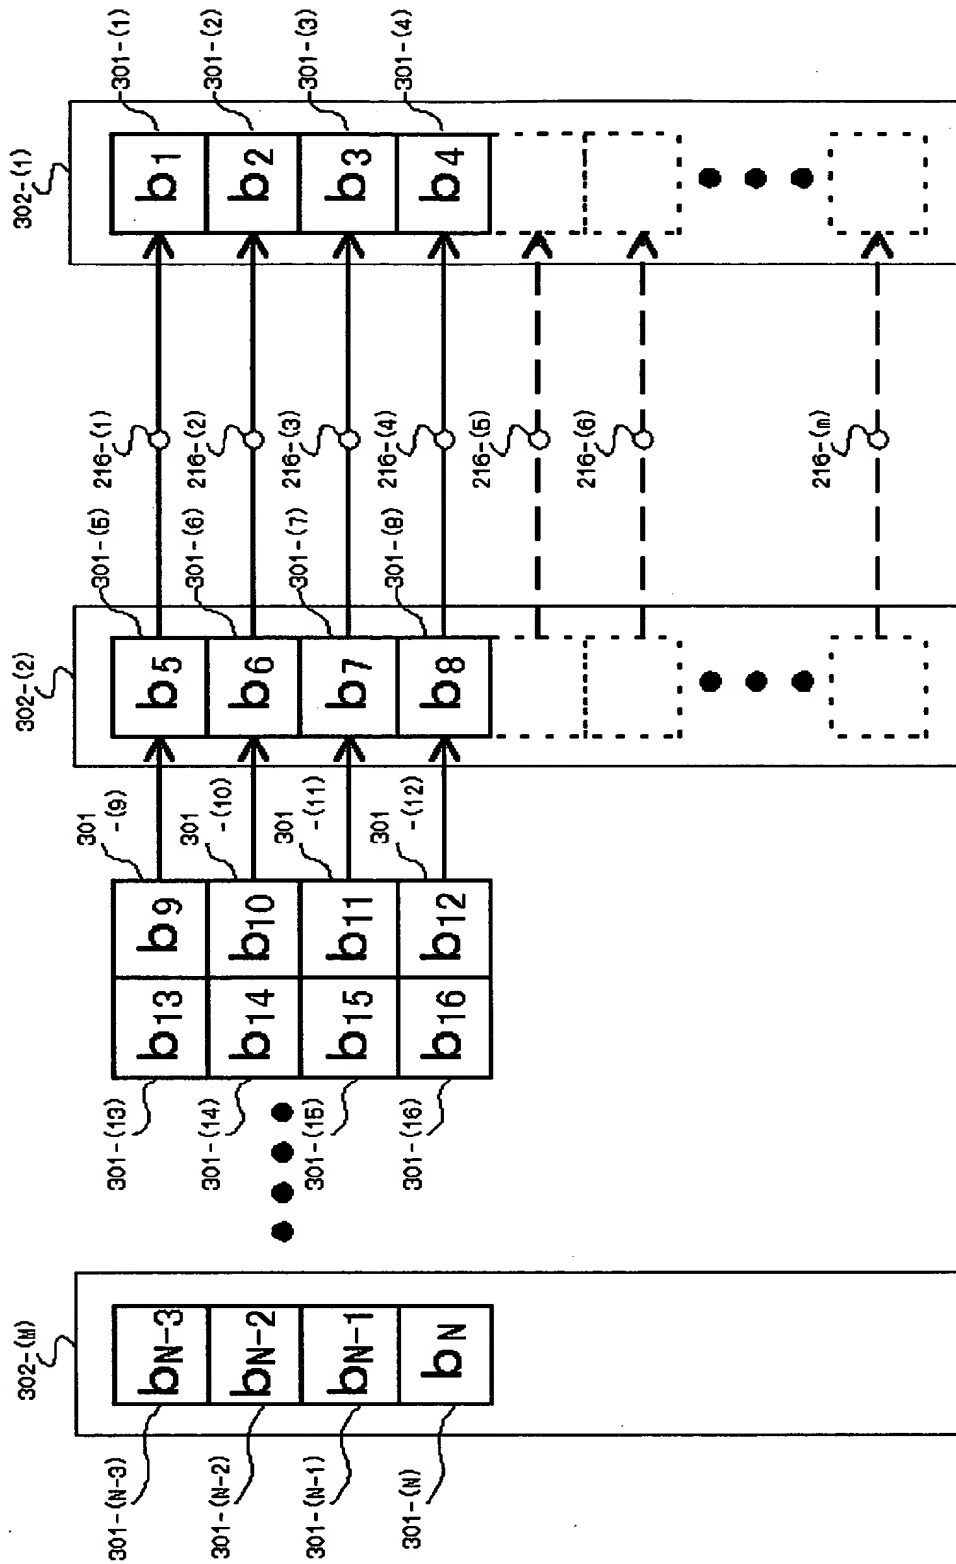 302-(M)
302-(2)
302-(1)
301-(N-3)
301-(N-2)
301-(N-1)
301-(N)
bN-3
bN-2
bN-1
bN
301-(13)
301-(14)
301-(15)
301-(16)
b13
b14
b15
b16
b9
b10
b11
b12
301
-(9)
301
-(10)
301
-(11)
301
-(12)
b5
b6
b7
b8
301-(5)
301-(6)
301-(7)
301-(8)
216-(1)
216-(2)
216-(3)
216-(4)
216-(5)
216-(6)
216-(m)
b1
b2
b3
b4
301-(1)
301-(2)
301-(3)
301-(4)